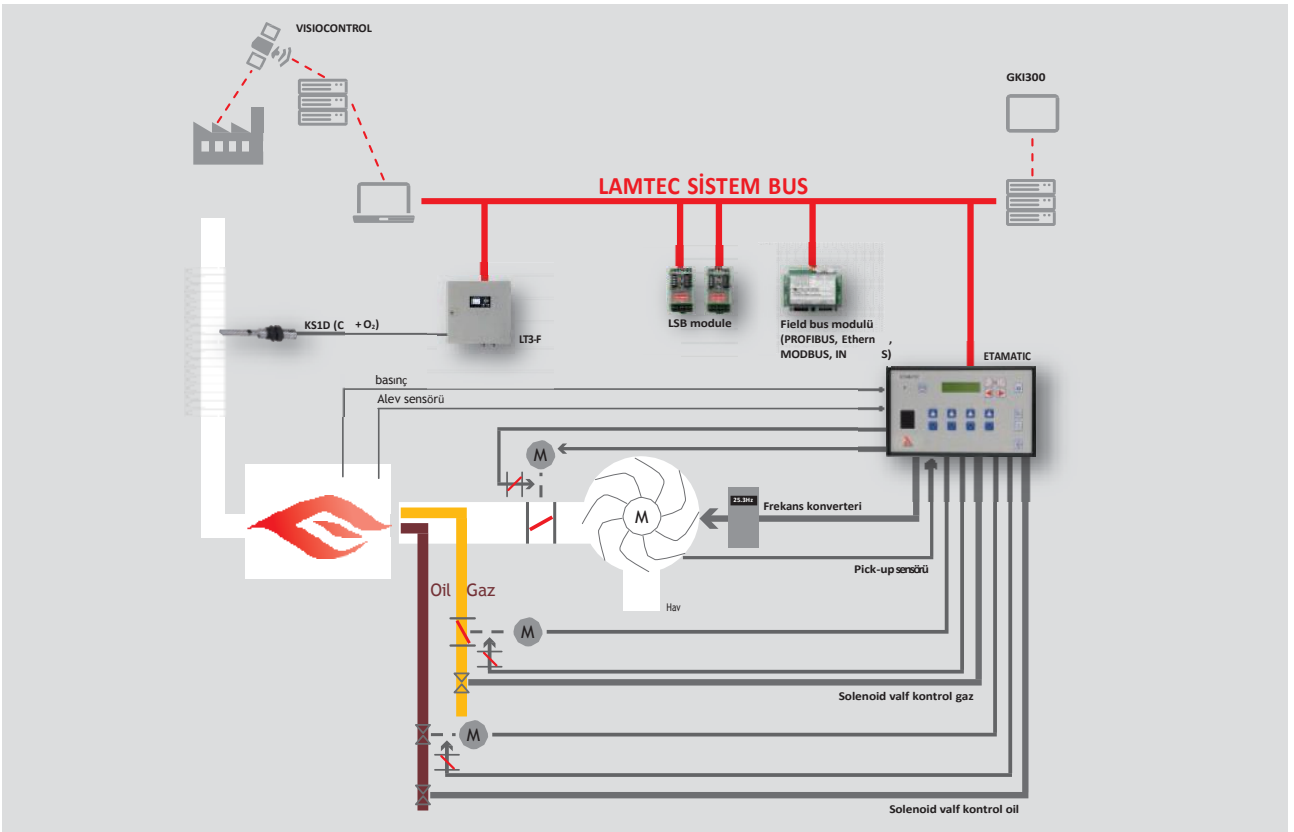 VISIOCONTROL
GKI300
LAMTEC SİSTEM BUS
KS1D (C + O₂)
LT3-F
LSB module
Field bus modülü
(PROFIBUS, Ethern ,
MODBUS, IN S)
ETAMATIC
basınç
Alev sensörü
M
M
25.3Hz
Frekans konverteri
Pick-up sensörü
Oil Gaz
Hav
M
Solenoid valf kontrol gaz
M
Solenoid valf kontrol oil